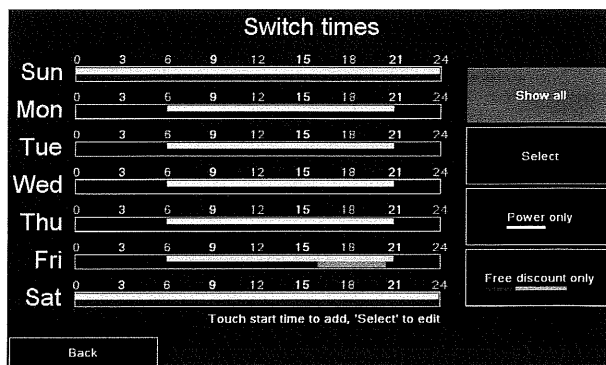 Switch times
0 3 6 9 12 15 18 21 24
Sun
0 3 6 9 12 15 18 21 24
Mon
0 3 6 9 12 15 18 21 24
Tue
0 3 6 9 12 15 18 21 24
Wed
0 3 6 9 12 15 18 21 24
Thu
0 3 6 9 12 15 18 21 24
Fri
0 3 6 9 12 15 18 21 24
Sat
Touch start time to add, 'Select' to edit
Show all
Select
Power only
Free discount only
Back